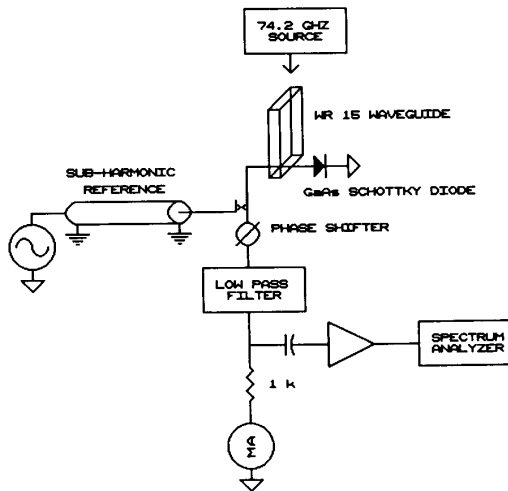 74.2 GHZ
SOURCE
WR 15 WAVEGUIDE
SUB-HARMONIC
REFERENCE
GaAs SCHOTTKY DIODE
PHASE SHIFTER
LOW PASS
FILTER
SPECTRUM
ANALYZER
1 k
MA